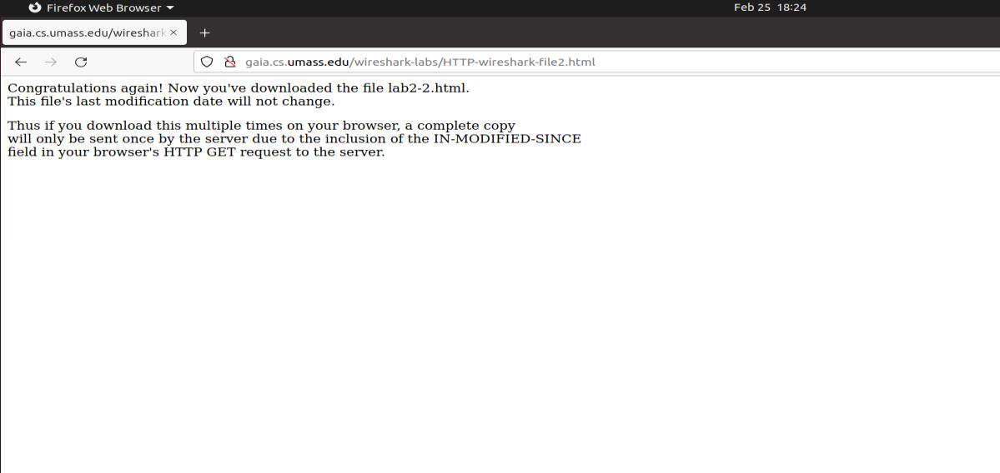 Firefox Web Browser
Feb 25 18:24
gaia.cs.umass.edu/wireshark
gaia.cs.umass.edu/wireshark-labs/HTTP-wireshark-file2.html
Congratulations again! Now you've downloaded the file lab2-2.html.
This file's last modification date will not change.
Thus if you download this multiple times on your browser, a complete copy
will only be sent once by the server due to the inclusion of the IN-MODIFIED-SINCE
field in your browser's HTTP GET request to the server.